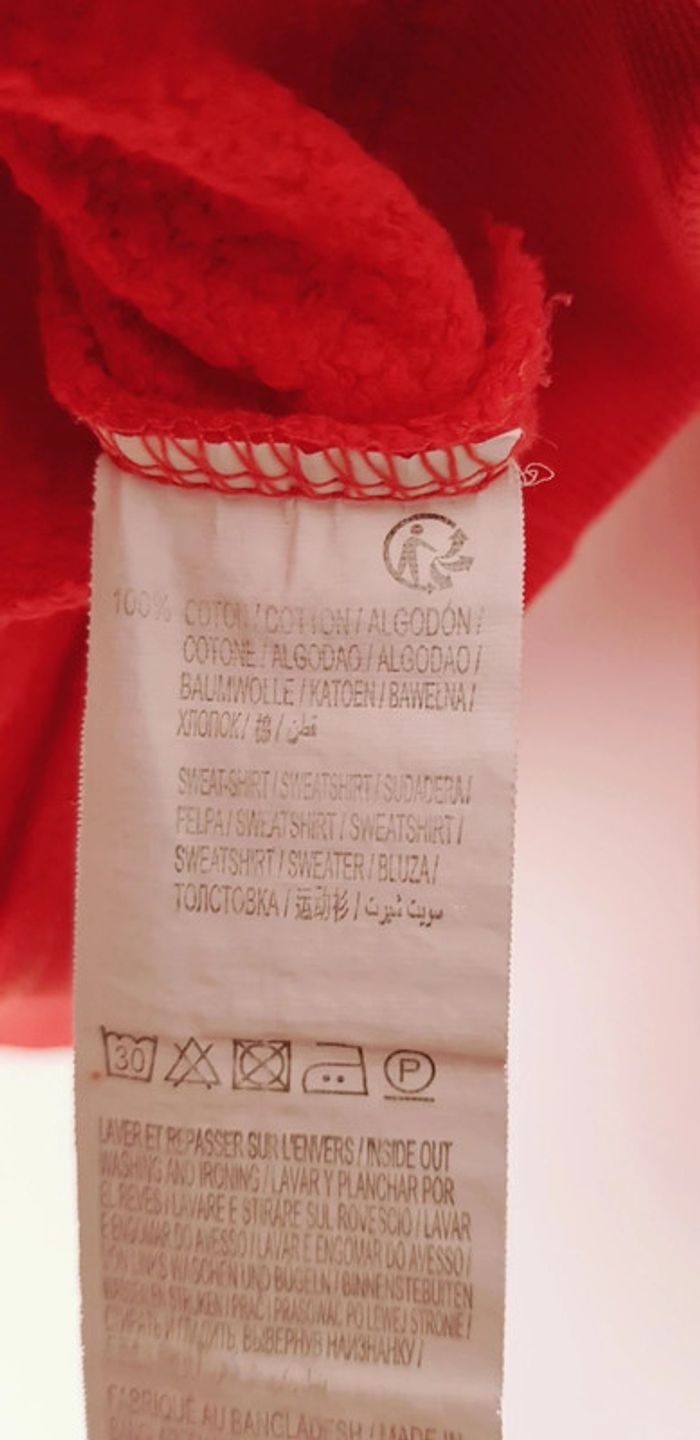 100% COTON / COTTON / ALGODÓN /
COTONE / ALGODAO / ALGODAO /
BAUMWOLLE / KATOEN / BAWEŁNA /
ХЛОПОК / 棉 / قطن
SWEAT-SHIRT / SWEATSHIRT / SUDADERA /
FELPA / SWEATSHIRT / SWEATSHIRT /
SWEATSHIRT / SWEATER / BLUZA /
ТОЛСТОВКА / 运动衫 / سويت شيرت
30 P
LAVER ET REPASSER SUR L'ENVERS / INSIDE OUT
WASHING AND IRONING / LAVAR Y PLANCHAR POR
EL REVES / LAVARE E STIRARE SUL ROVESCIO / LAVAR
E ENGOMAR DO AVESSO / LAVAR E ENGOMAR DO AVESSO /
VON LINKS WASCHEN UND BUGELN / BINNENSTEBUITEN
WASSEN EN STRIJKEN / PRAC I PRASOWAC PO LEWEJ STRONIE /
СТИРАТЬ И ГЛАДИТЬ, ВЫВЕРНУВ НАИЗНАНКУ /
FABRIQUÉ AU BANGLADESH / MADE IN